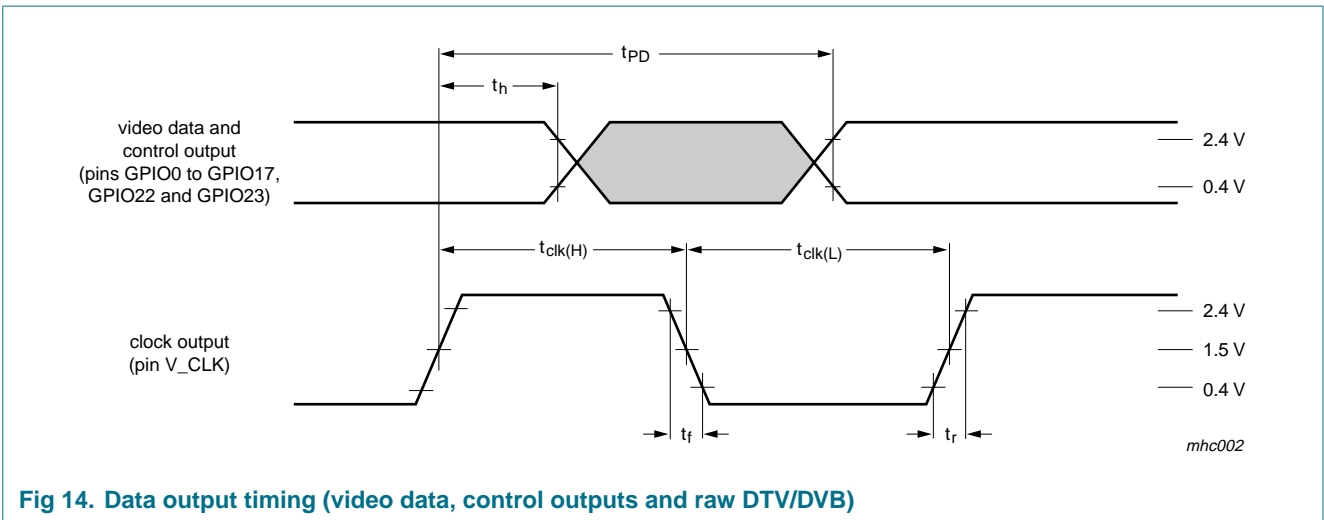 tPD
th
video data and
control output
(pins GPIO0 to GPIO17,
GPIO22 and GPIO23)
2.4 V
0.4 V
tclk(H)
tclk(L)
clock output
(pin V_CLK)
2.4 V
1.5 V
0.4 V
tf
tr
mhc002
Fig 14. Data output timing (video data, control outputs and raw DTV/DVB)